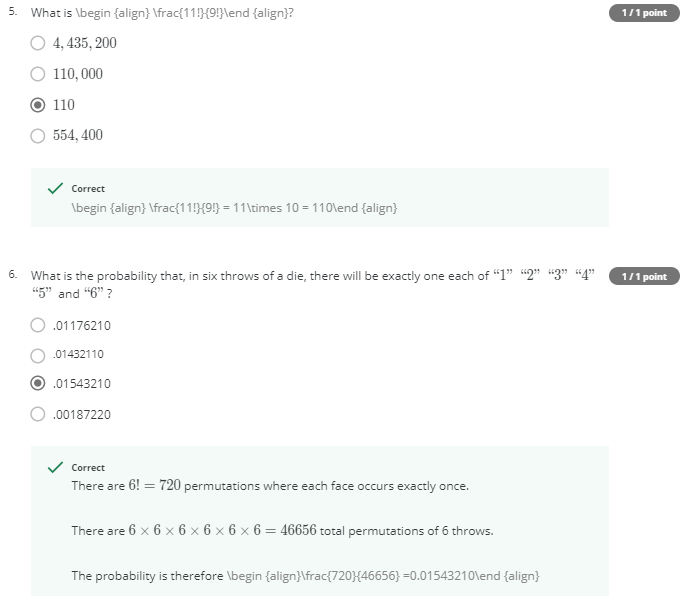 5. What is \begin {align} \frac{11!}{9!}\end {align}?
1 / 1 point
4, 435, 200
110, 000
110
554, 400
Correct
\begin {align} \frac{11!}{9!} = 11\times 10 = 110\end {align}
6. What is the probability that, in six throws of a die, there will be exactly one each of “1” “2” “3” “4”
1 / 1 point
“5” and “6” ?
.01176210
.01432110
.01543210
.00187220
Correct
There are 6! = 720 permutations where each face occurs exactly once.
There are 6 × 6 × 6 × 6 × 6 × 6 = 46656 total permutations of 6 throws.
The probability is therefore \begin {align}\frac{720}{46656} =0.01543210\end {align}